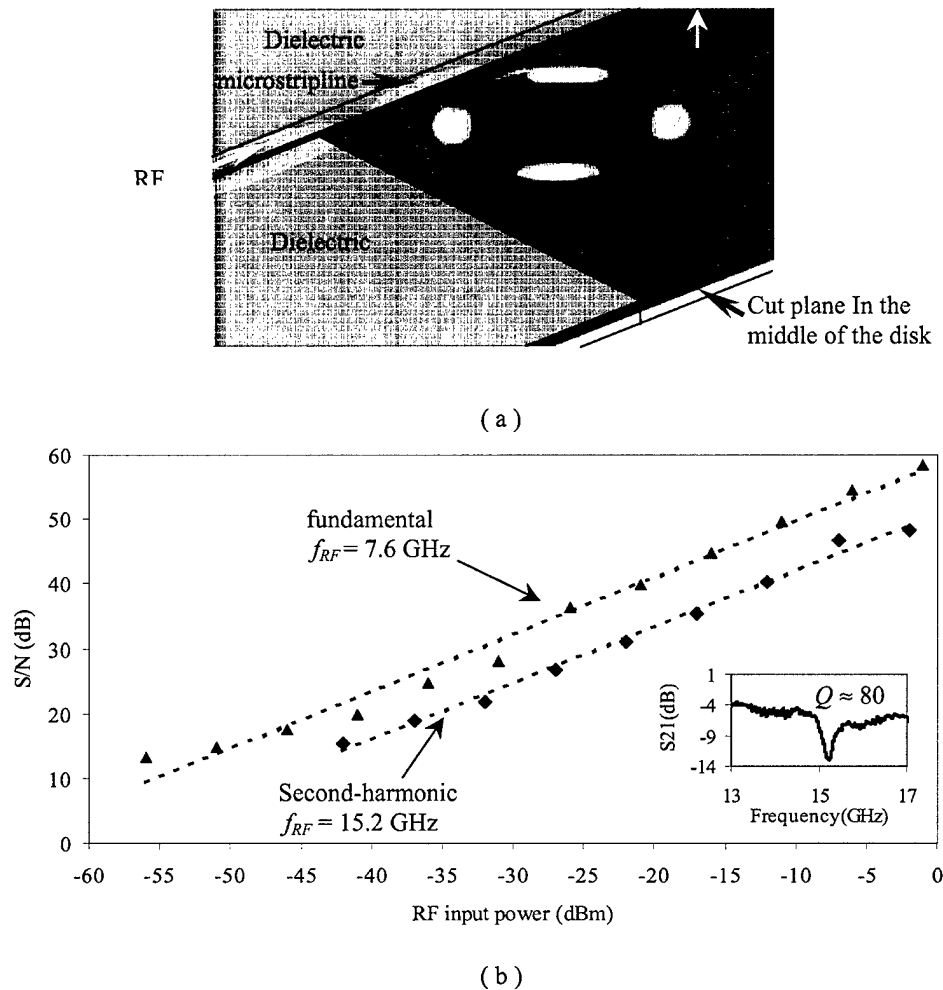 Dielectric
microstripline
RF
Dielectric
Cut plane In the
middle of the disk
( a )
60
50
40
30
20
10
0
S/N (dB)
fundamental
fRF = 7.6 GHz
Second-harmonic
fRF = 15.2 GHz
1
-4
-9
-14
S21(dB)
Q ≈ 80
13 15 17
Frequency(GHz)
-60 -55 -50 -45 -40 -35 -30 -25 -20 -15 -10 -5 0
RF input power (dBm)
( b )